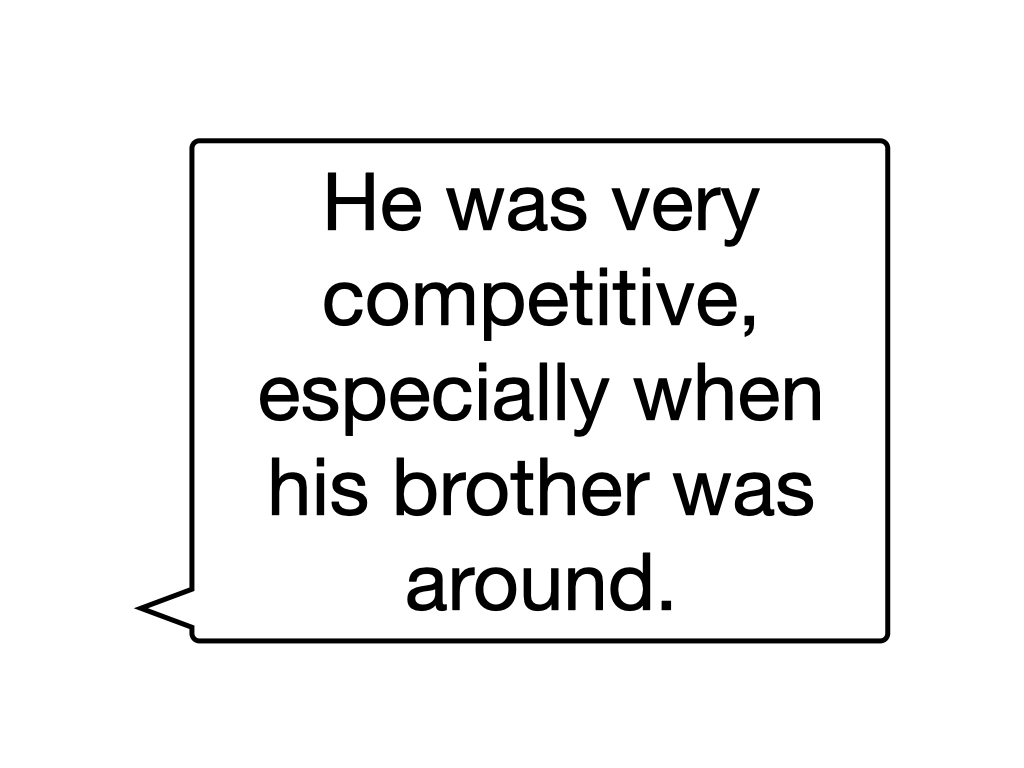 He was very
competitive,
especially when
his brother was
around.